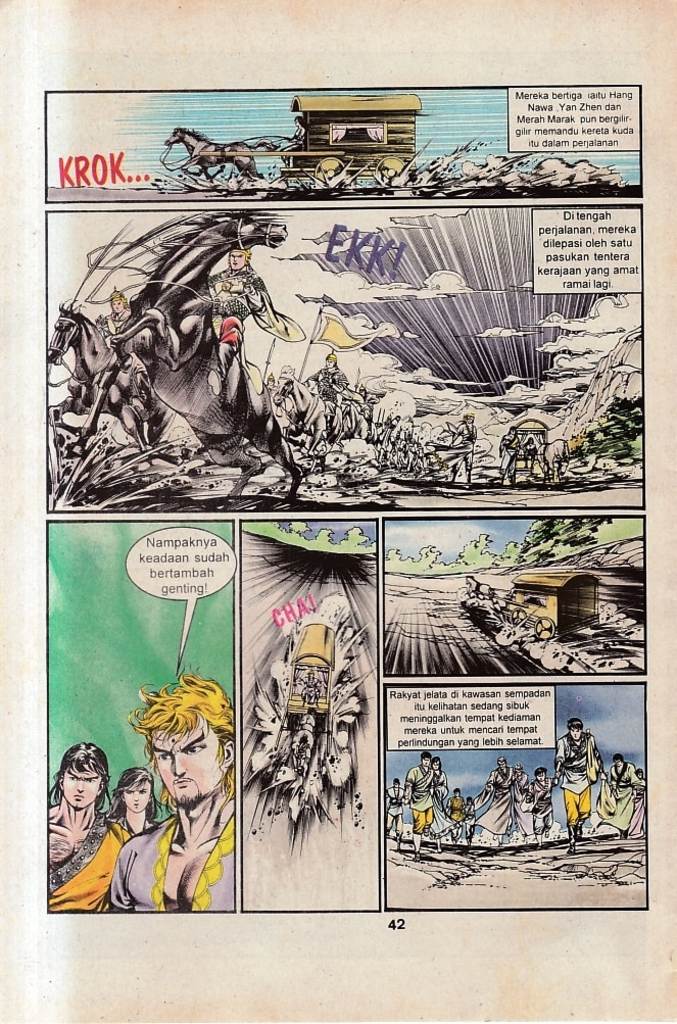 Mereka bertiga iaitu Hang
Nawa ,Yan Zhen dan
Merah Marak pun bergilir-
gilir memandu kereta kuda
itu dalam perjalanan
KROK...
Di tengah
perjalanan, mereka
dilepasi oleh satu
pasukan tentera
kerajaan yang amat
ramai lagi.
EKK!
Nampaknya
keadaan sudah
bertambah
genting!
CHA!
Rakyat jelata di kawasan sempadan
itu kelihatan sedang sibuk
meninggalkan tempat kediaman
mereka untuk mencari tempat
perlindungan yang lebih selamat.
42